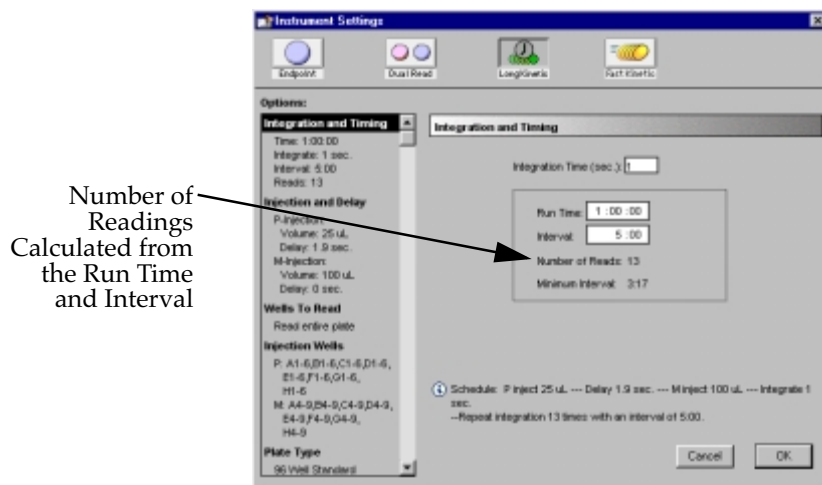 Instrument Settings
Endpoint
Dual Read
LongKinetic
Fast Kinetic
Options:
Integration and Timing
Time: 1:00:00
Integrate: 1 sec.
Interval: 5:00
Reads: 13
Injection and Delay
P-Injection:
Volume: 25 uL
Delay: 1.9 sec.
M-Injection:
Volume: 100 uL
Delay: 0 sec.
Wells To Read
Read entire plate
Injection Wells
P: A1-6,B1-6,C1-6,D1-6,
E1-6,F1-6,G1-6,
H1-6
M: A4-9,B4-9,C4-9,D4-9,
E4-9,F4-9,G4-9,
H4-9
Plate Type
96 Well Standard
Integration and Timing
Integration Time (sec.): 1
Run Time: 1 :00 :00
Interval: 5 :00
Number of Reads: 13
Minimum Interval: 3:17
Schedule: P inject 25 uL --- Delay 1.9 sec. --- M inject 100 uL --- Integrate 1
sec.
--Repeat integration 13 times with an interval of 5:00.
Cancel
OK
Number of
Readings
Calculated from
the Run Time
and Interval